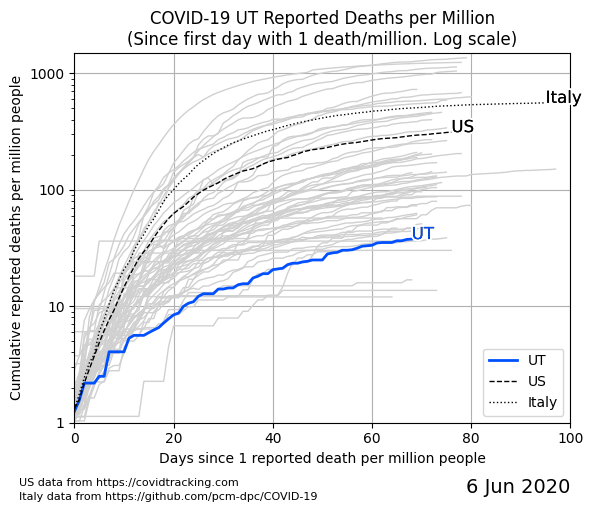 COVID-19 UT Reported Deaths per Million
(Since first day with 1 death/million. Log scale)
Cumulative reported deaths per million people
1000
100
10
1
Italy
US
UT
UT
US
Italy
0 20 40 60 80 100
Days since 1 reported death per million people
US data from https://covidtracking.com
Italy data from https://github.com/pcm-dpc/COVID-19
6 Jun 2020